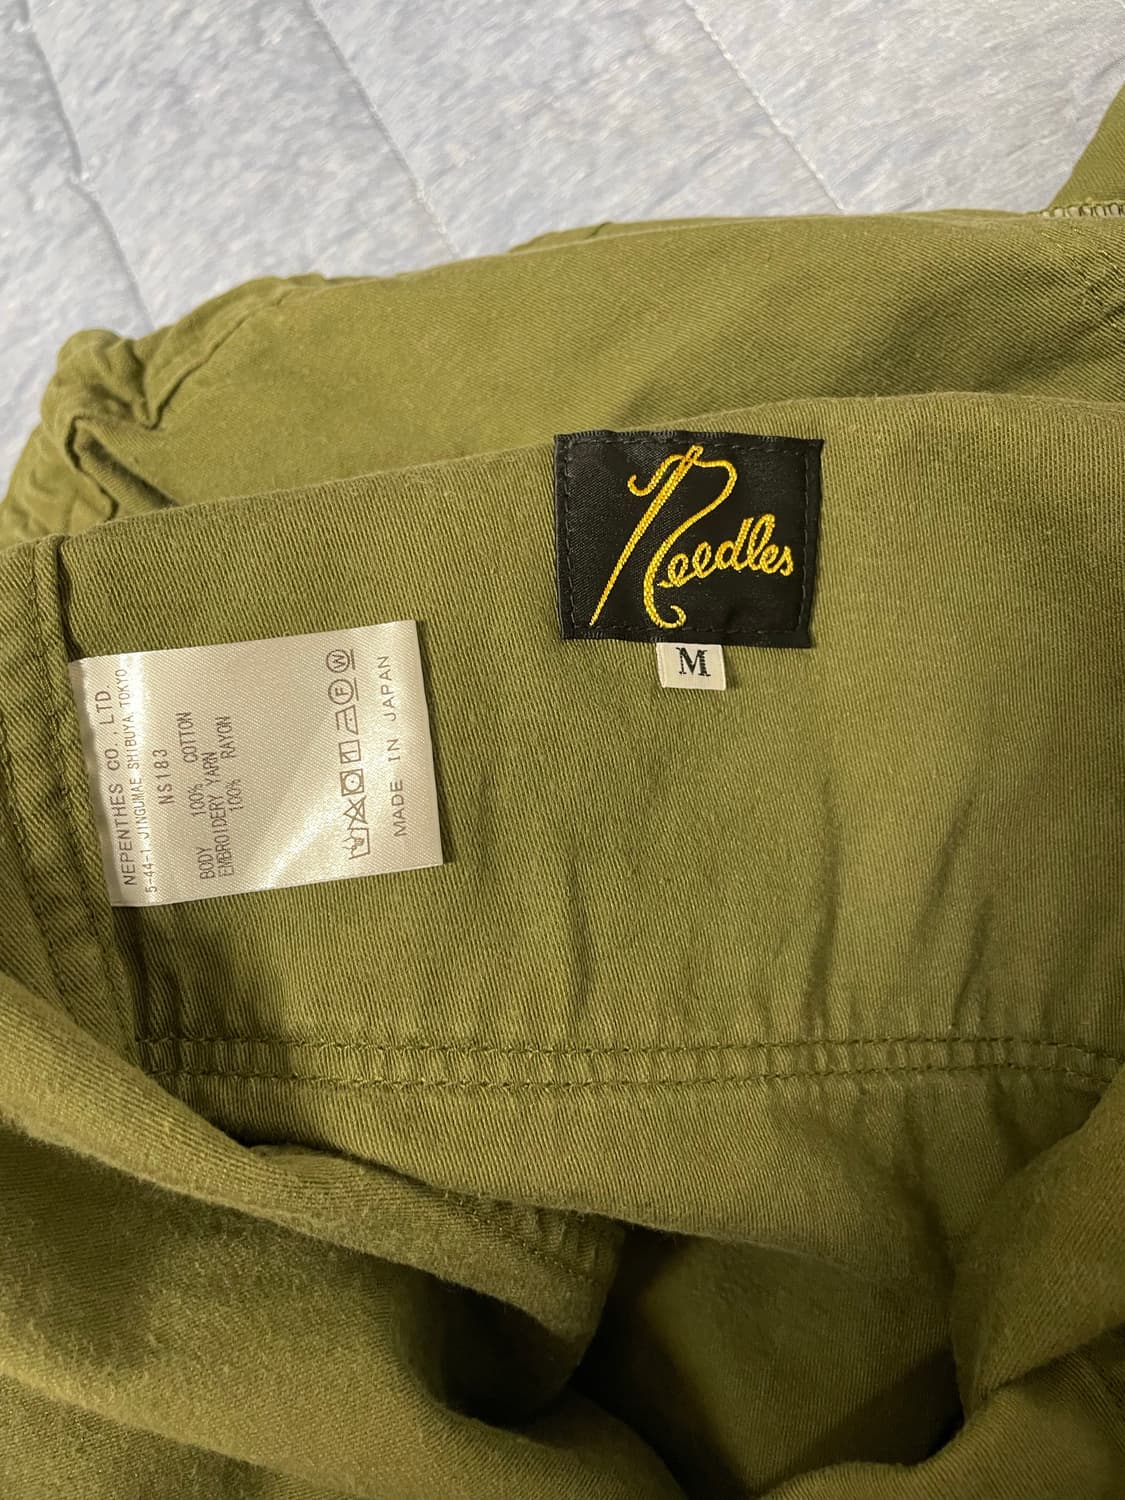 Needles
M
NEPENTHES CO., LTD.
5-44-1 JINGUMAE SHIBUYA, TOKYO
NS183
BODY
100% COTTON
EMBROIDERY YARN
100% RAYON
F W
MADE IN JAPAN